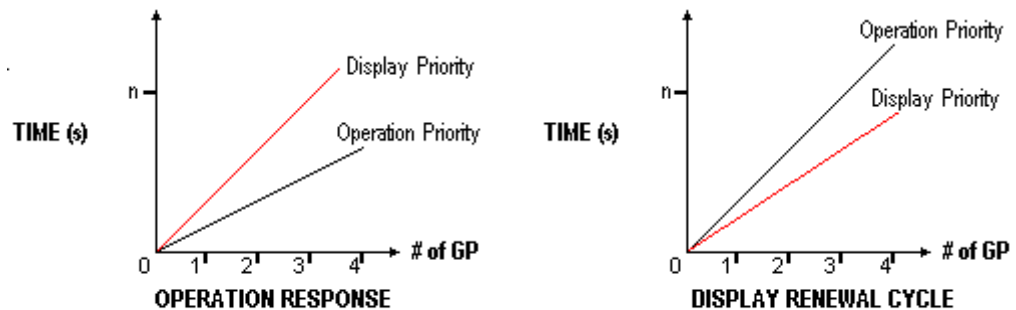 Display Priority
n
TIME (s)
Operation Priority
# of GP
0 1 2 3 4
OPERATION RESPONSE
Operation Priority
n
Display Priority
TIME (s)
# of GP
0 1 2 3 4
DISPLAY RENEWAL CYCLE